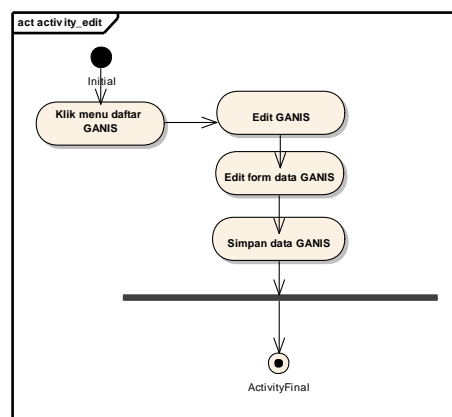 act activity_edit
Initial
Klik menu daftar
GANIS
Edit GANIS
Edit form data GANIS
Simpan data GANIS
ActivityFinal